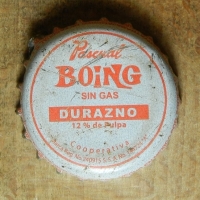 Pascual
BOING
SIN GAS
DURAZNO
12 % de Pulpa
Cooperativa